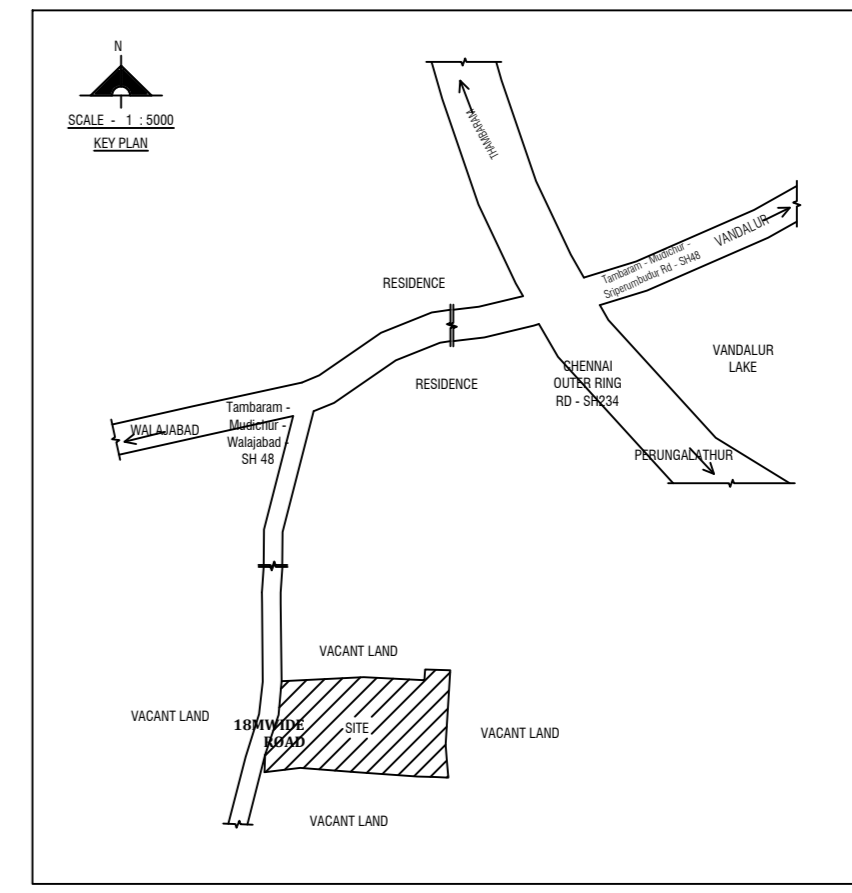 N
SCALE - 1 : 5000
KEY PLAN
THAMBARAM
Tambaram - Mudichur -
Sriperumbudur Rd - SH48
VANDALUR
RESIDENCE
VANDALUR
LAKE
CHENNAI
OUTER RING
RD - SH234
RESIDENCE
Tambaram -
Mudichur -
Walajabad -
SH 48
WALAJABAD
PERUNGALATHUR
VACANT LAND
VACANT LAND
18MWIDE
ROAD
SITE
VACANT LAND
VACANT LAND